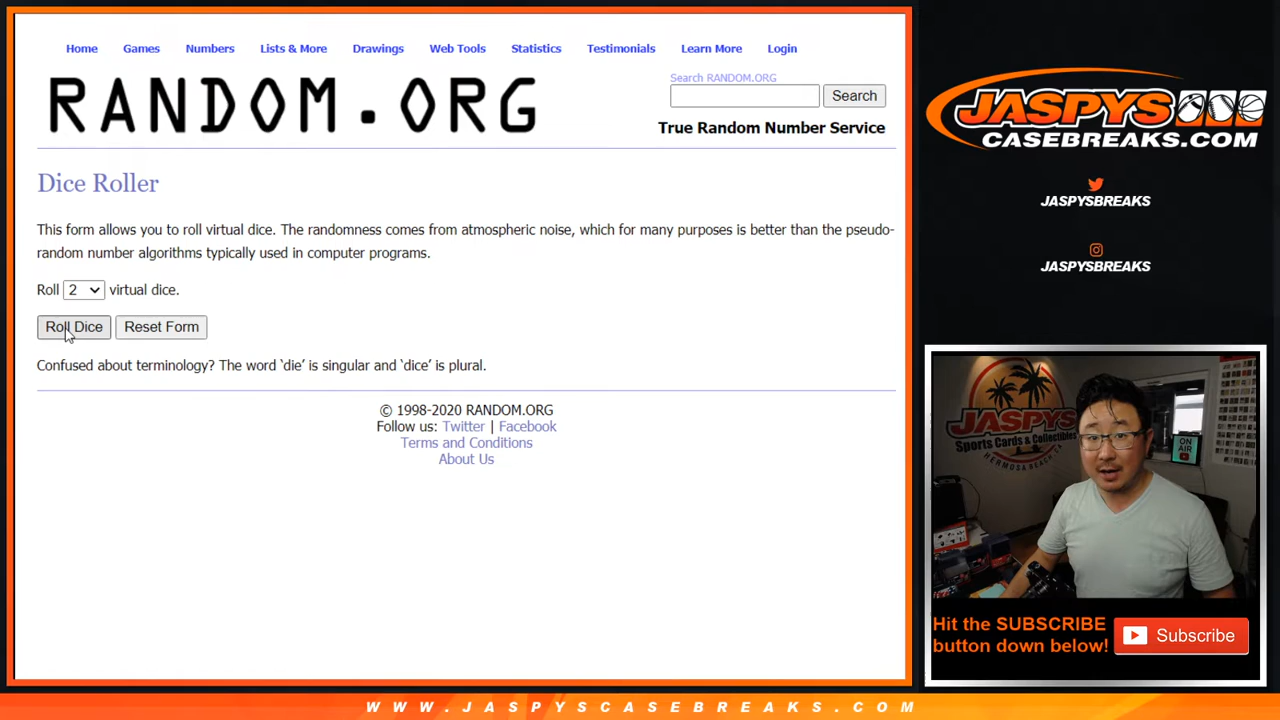 Home Games Numbers Lists & More Drawings Web Tools Statistics Testimonials Learn More Login
RANDOM.ORG
Search RANDOM.ORG
Search
True Random Number Service
Dice Roller
This form allows you to roll virtual dice. The randomness comes from atmospheric noise, which for many purposes is better than the pseudo-
random number algorithms typically used in computer programs.
Roll 2 virtual dice.
Roll Dice Reset Form
Confused about terminology? The word ‘die’ is singular and ‘dice’ is plural.
© 1998-2020 RANDOM.ORG
Follow us: Twitter | Facebook
Terms and Conditions
About Us
JASPYS
CASEBREAKS.COM
JASPYSBREAKS
JASPYSBREAKS
JASPYS
Sports Cards & Collectibles
HERMOSA BEACH, CA
ON
AIR
Hit the SUBSCRIBE
button down below!
Subscribe
WWW.JASPYSCASEBREAKS.COM